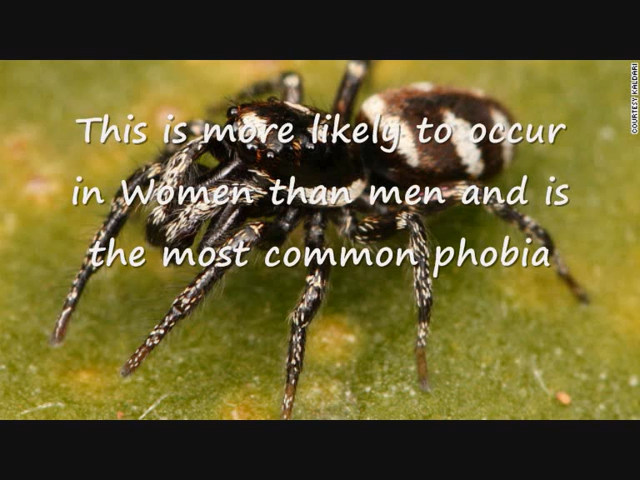 This is more likely to occur
in Women than men and is
the most common phobia
COURTESY KALDARI